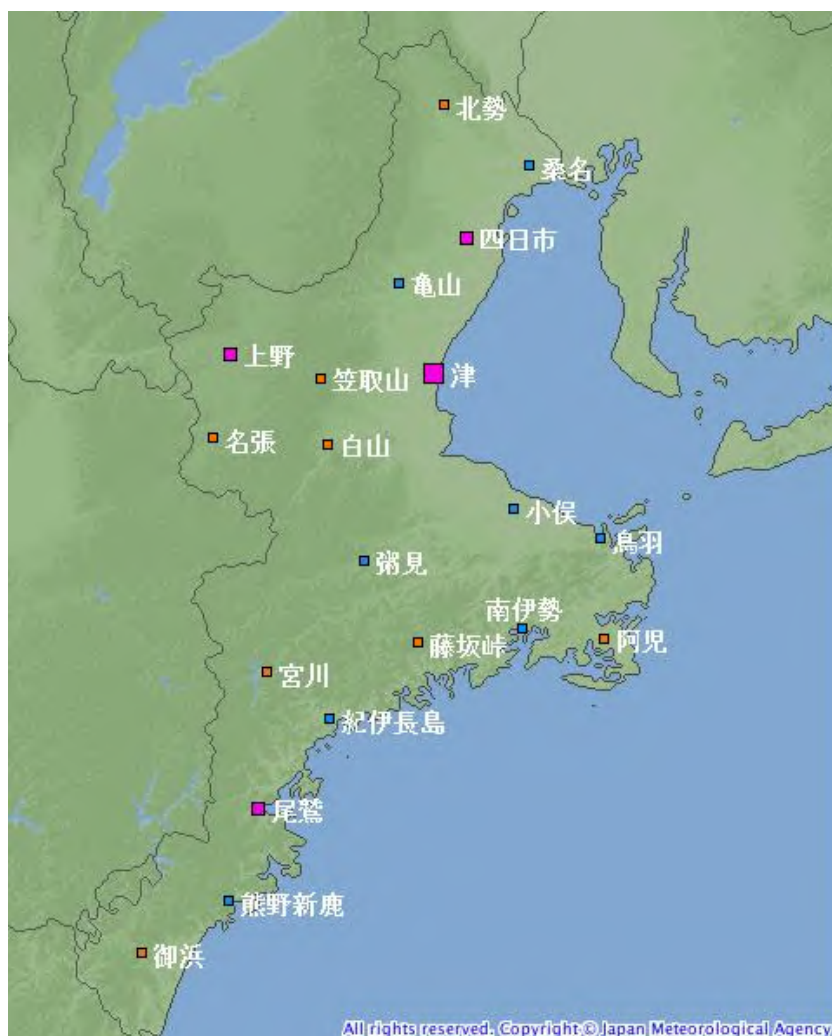 北勢
桑名
四日市
亀山
上野
笠取山
津
名張
白山
小俣
鳥羽
粥見
南伊勢
藤坂峠
阿児
宮川
紀伊長島
尾鷲
熊野新鹿
御浜
All rights reserved. Copyright © Japan Meteorological Agency